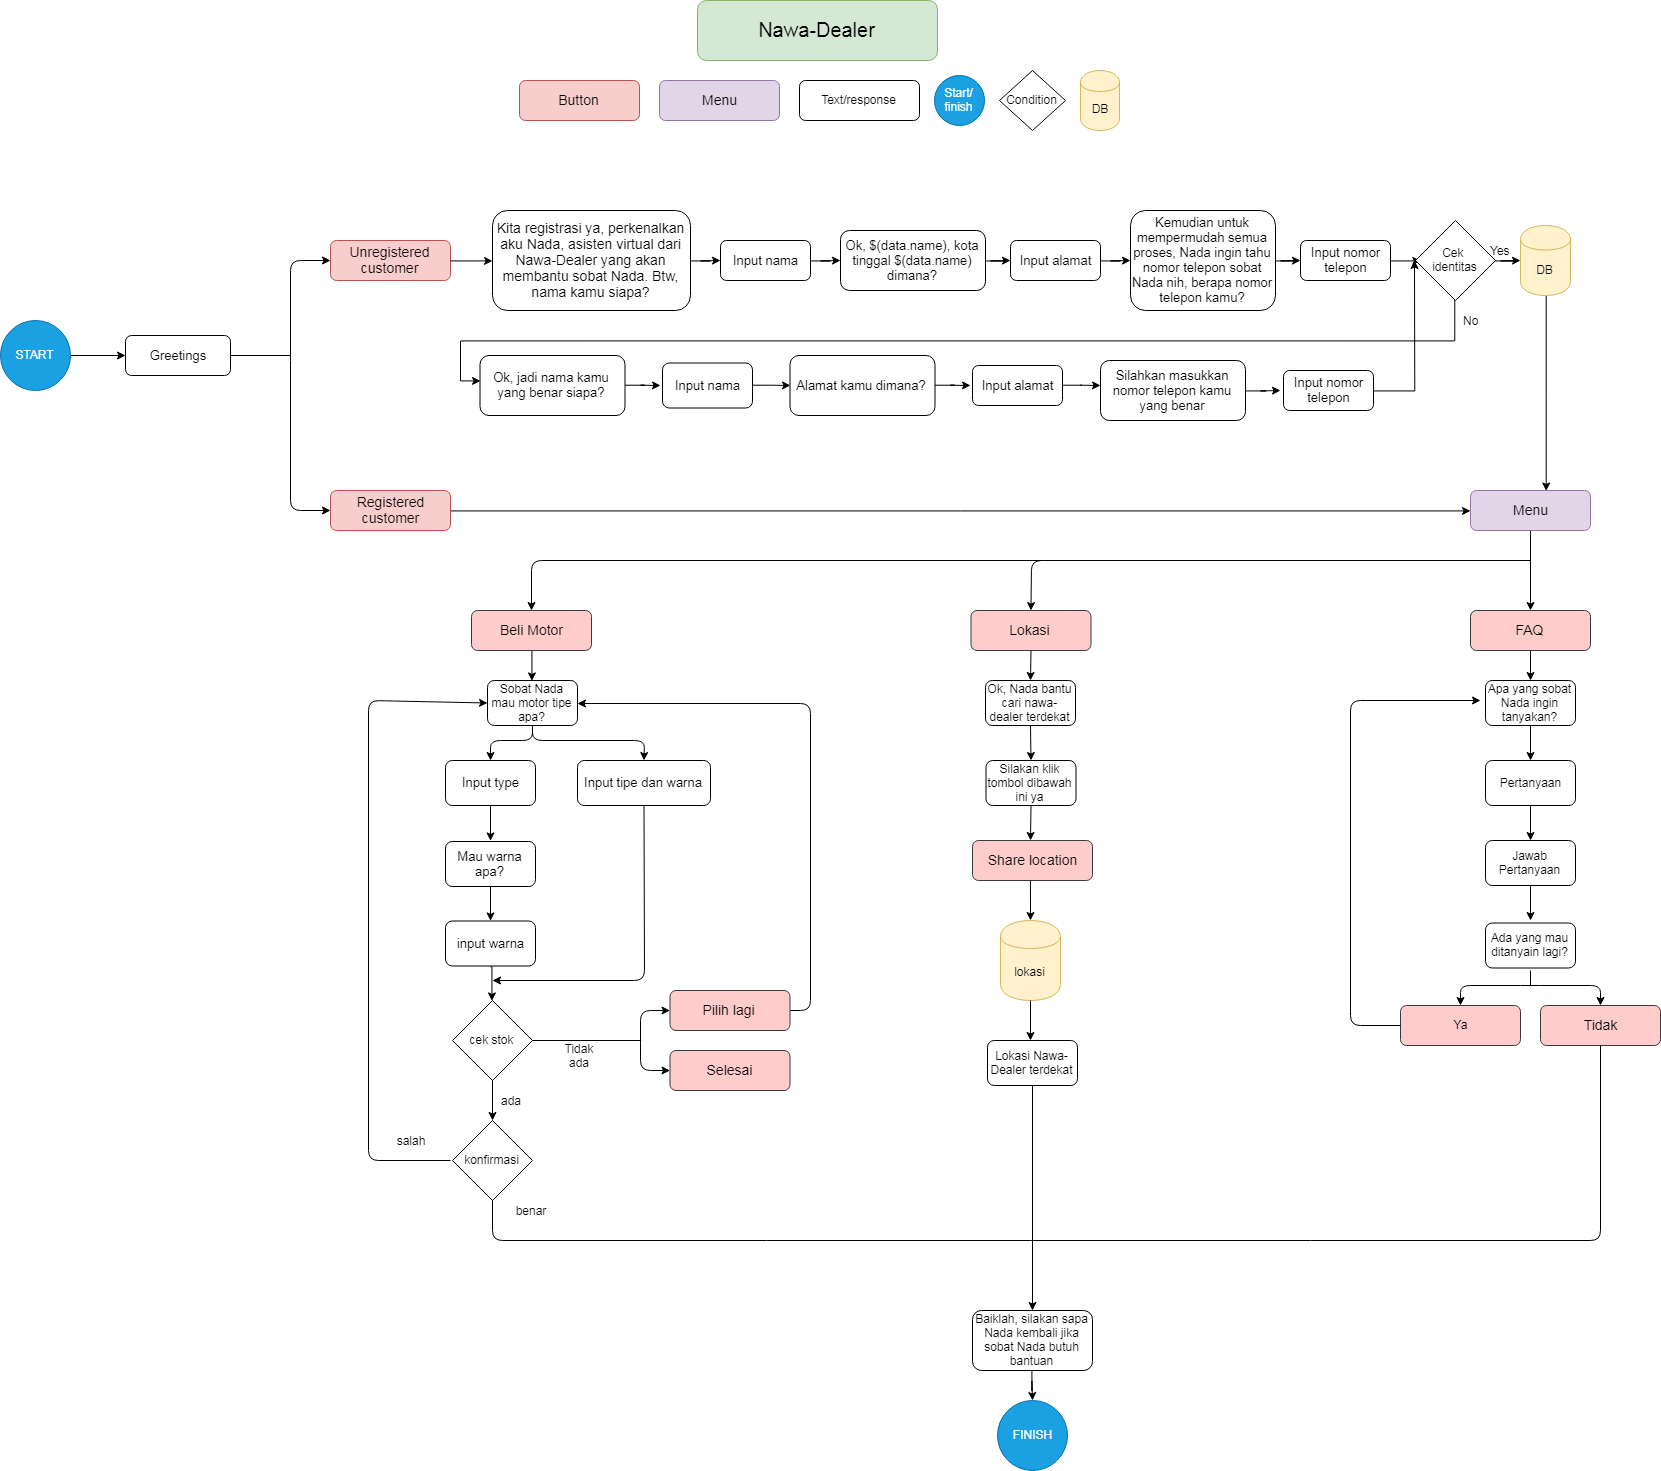 Nawa-Dealer
Button
Menu
Text/response
Start/
finish
Condition
DB
Unregistered
customer
Kita registrasi ya, perkenalkan
aku Nada, asisten virtual dari
Nawa-Dealer yang akan
membantu sobat Nada. Btw,
nama kamu siapa?
Input nama
Ok, $(data.name), kota
tinggal $(data.name)
dimana?
Input alamat
Kemudian untuk
mempermudah semua
proses, Nada ingin tahu
nomor telepon sobat
Nada nih, berapa nomor
telepon kamu?
Input nomor
telepon
Cek
identitas
Yes
DB
No
START
Greetings
Ok, jadi nama kamu
yang benar siapa?
Input nama
Alamat kamu dimana?
Input alamat
Silahkan masukkan
nomor telepon kamu
yang benar
Input nomor
telepon
Registered
customer
Menu
Beli Motor
Lokasi
FAQ
Sobat Nada
mau motor tipe
apa?
Ok, Nada bantu
cari nawa-
dealer terdekat
Apa yang sobat
Nada ingin
tanyakan?
Input type
Input tipe dan warna
Silakan klik
tombol dibawah
ini ya
Pertanyaan
Mau warna
apa?
Share location
Jawab
Pertanyaan
input warna
lokasi
Ada yang mau
ditanyain lagi?
Pilih lagi
Ya
Tidak
cek stok
Tidak
ada
Selesai
Lokasi Nawa-
Dealer terdekat
ada
salah
konfirmasi
benar
Baiklah, silakan sapa
Nada kembali jika
sobat Nada butuh
bantuan
FINISH